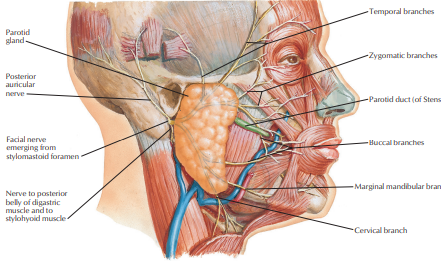 Parotid
gland
Posterior
auricular
nerve
Facial nerve
emerging from
stylomastoid foramen
Nerve to posterior
belly of digastric
muscle and to
stylohyoid muscle
Temporal branches
Zygomatic branches
Parotid duct (of Stens
Buccal branches
Marginal mandibular bran
Cervical branch